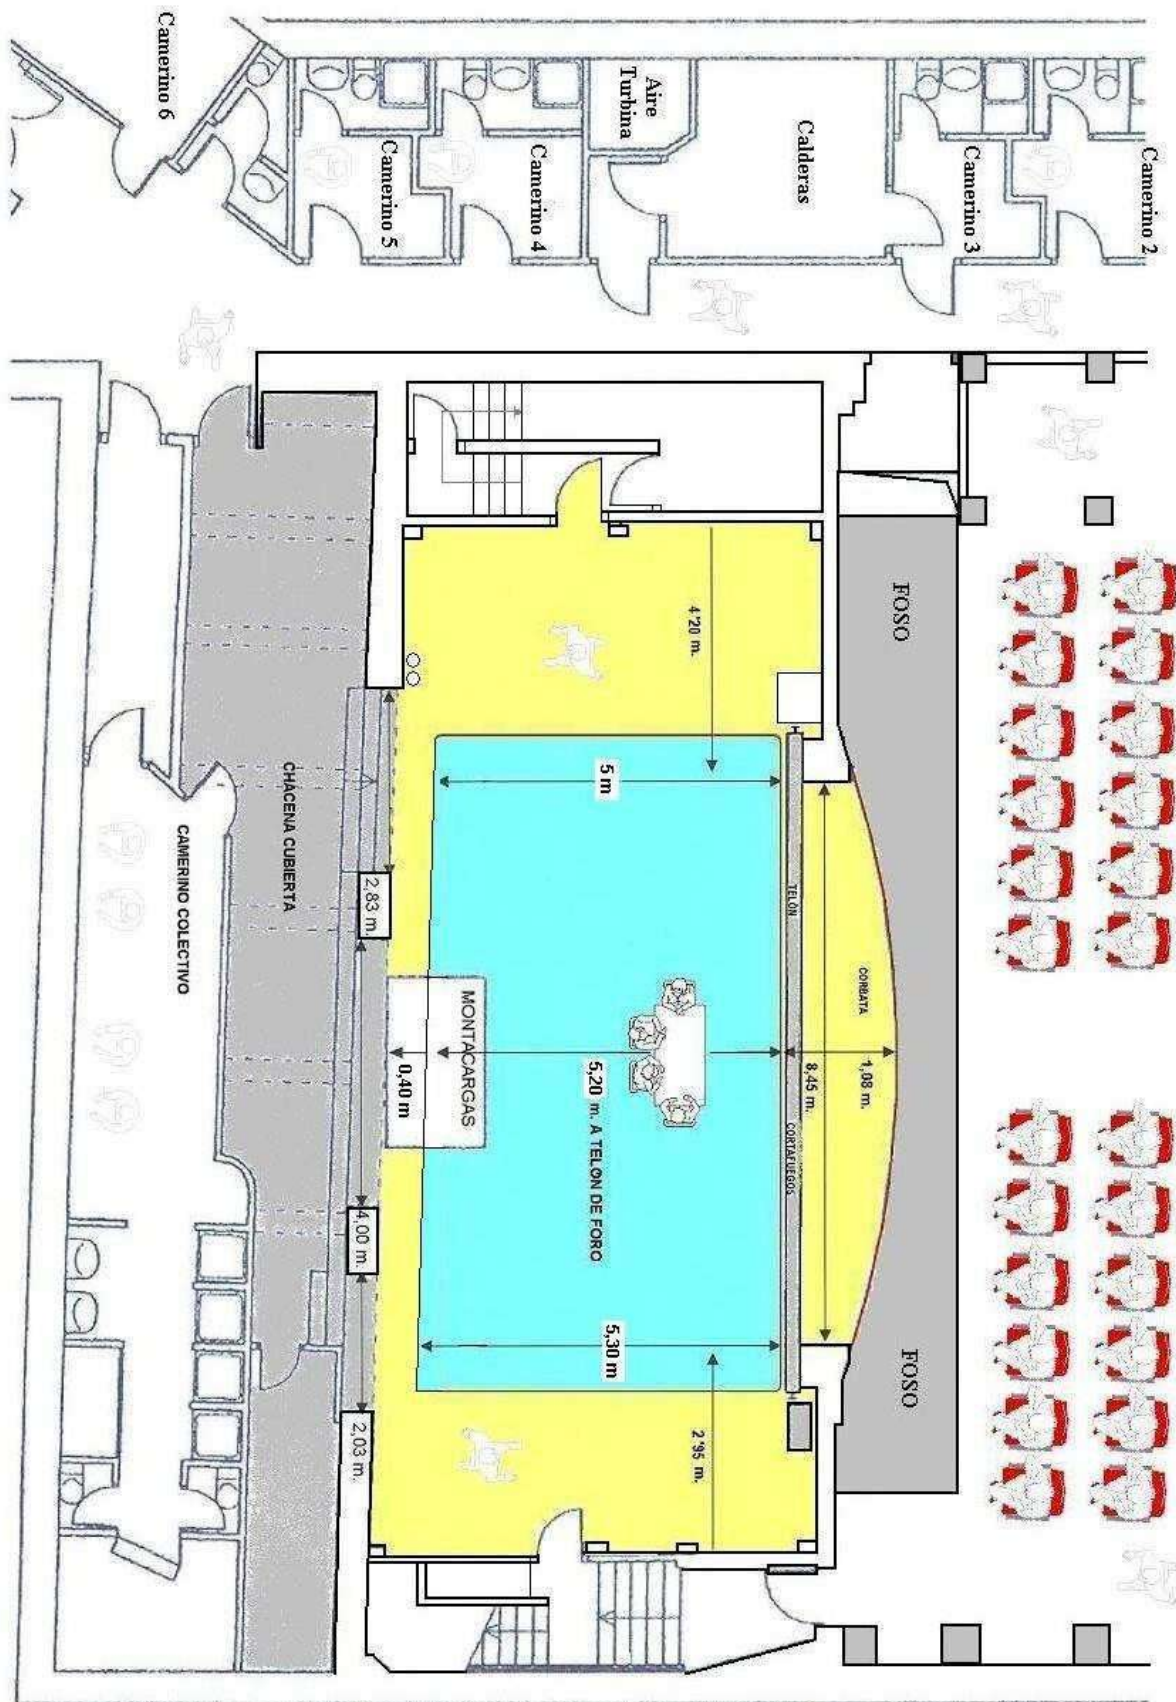 Camerino 6
Camerino 5
Camerino 4
Aire
Turbina
Calderas
Camerino 3
Camerino 2
FOSO
4'20 m.
5 m
TELÓN
CORBATA
CHACENA CUBIERTA
CAMERINO COLECTIVO
2,83 m.
MONTACARGAS
0,40 m
5,20 m. A TELON DE FORO
8,45 m.
1,08 m.
CORTAFUEGOS
4,00 m.
5,30 m
FOSO
2'95 m.
2,03 m.